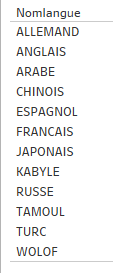 Nomlangue
ALLEMAND
ANGLAIS
ARABE
CHINOIS
ESPAGNOL
FRANCAIS
JAPONAIS
KABYLE
RUSSE
TAMOUL
TURC
WOLOF